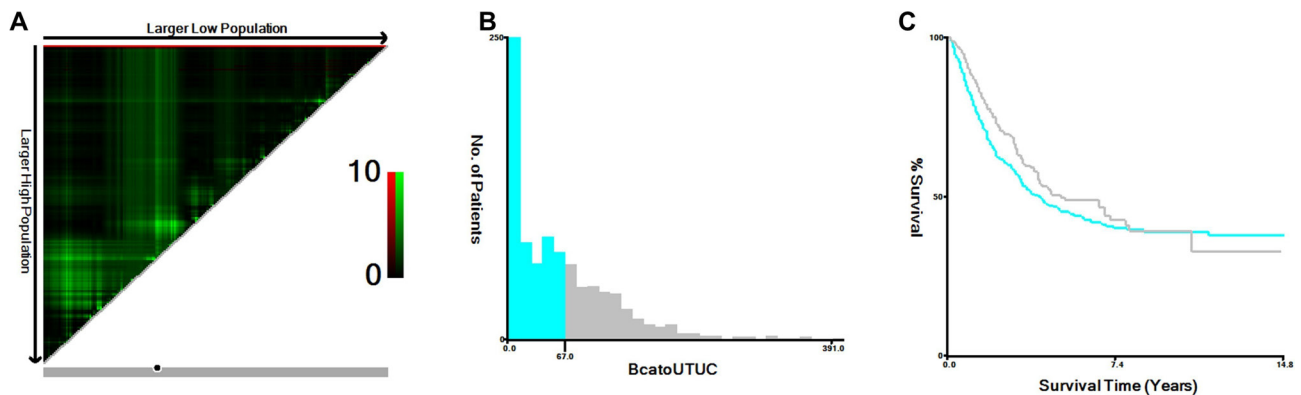 A
Larger Low Population
Larger High Population
10
0
B
250
No. of Patients
0
0.0
67.0
391.0
BcatoUTUC
C
100
% Survival
50
0
0.0
7.4
14.8
Survival Time (Years)